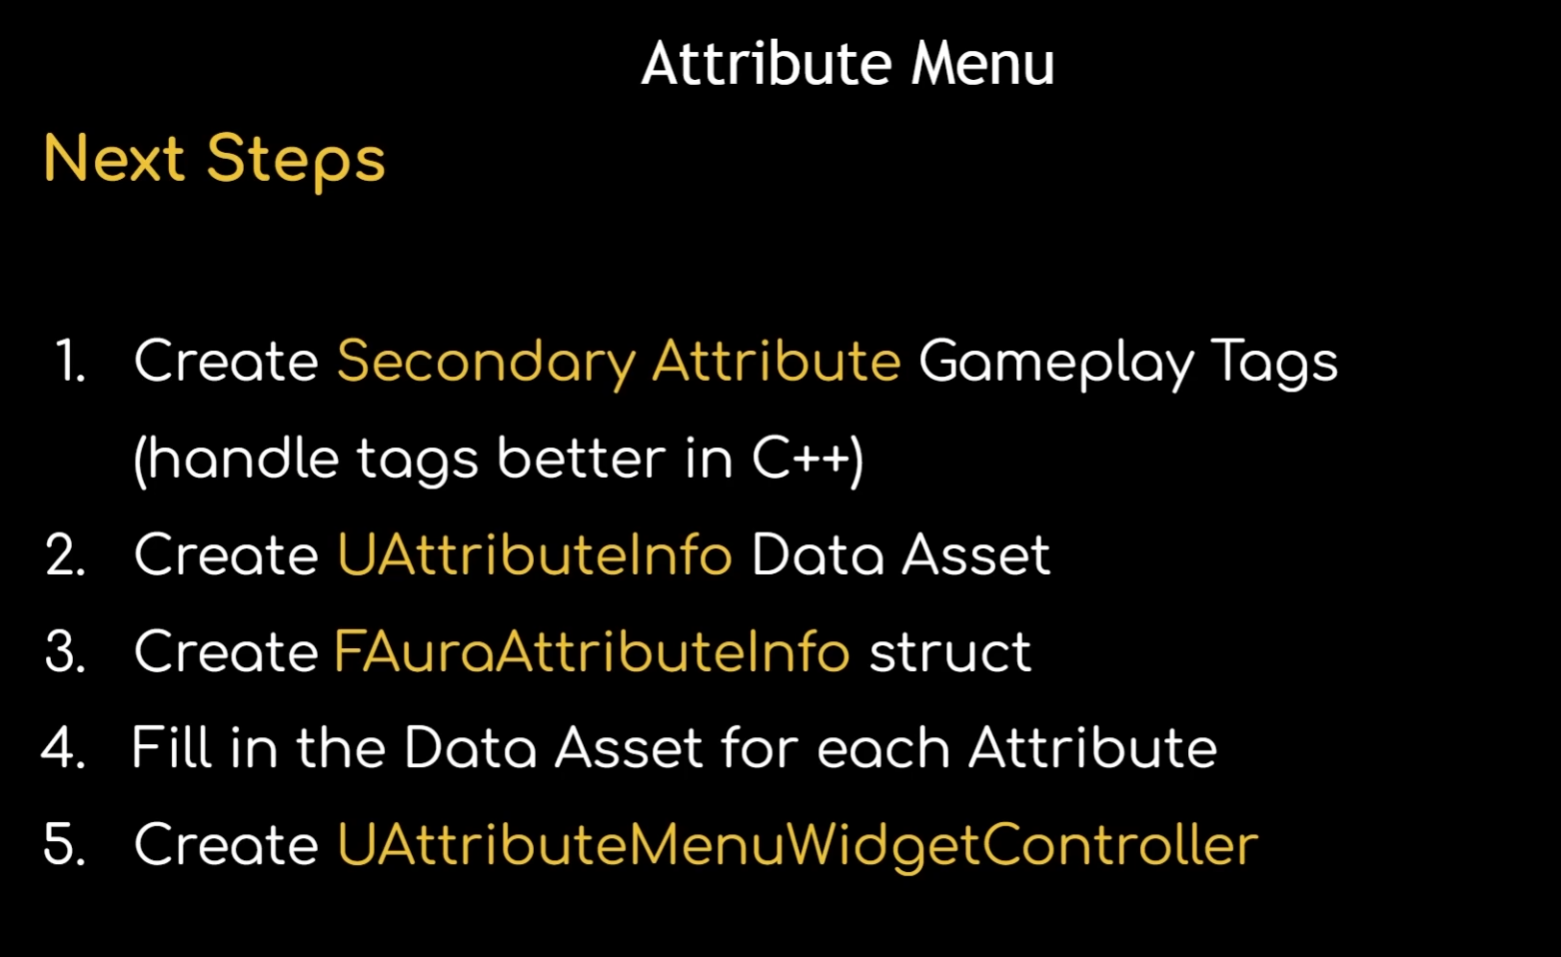 Attribute Menu
Next Steps
1. Create Secondary Attribute Gameplay Tags
(handle tags better in C++)
2. Create UAttributeInfo Data Asset
3. Create FAuraAttributeInfo struct
4. Fill in the Data Asset for each Attribute
5. Create UAttributeMenuWidgetController